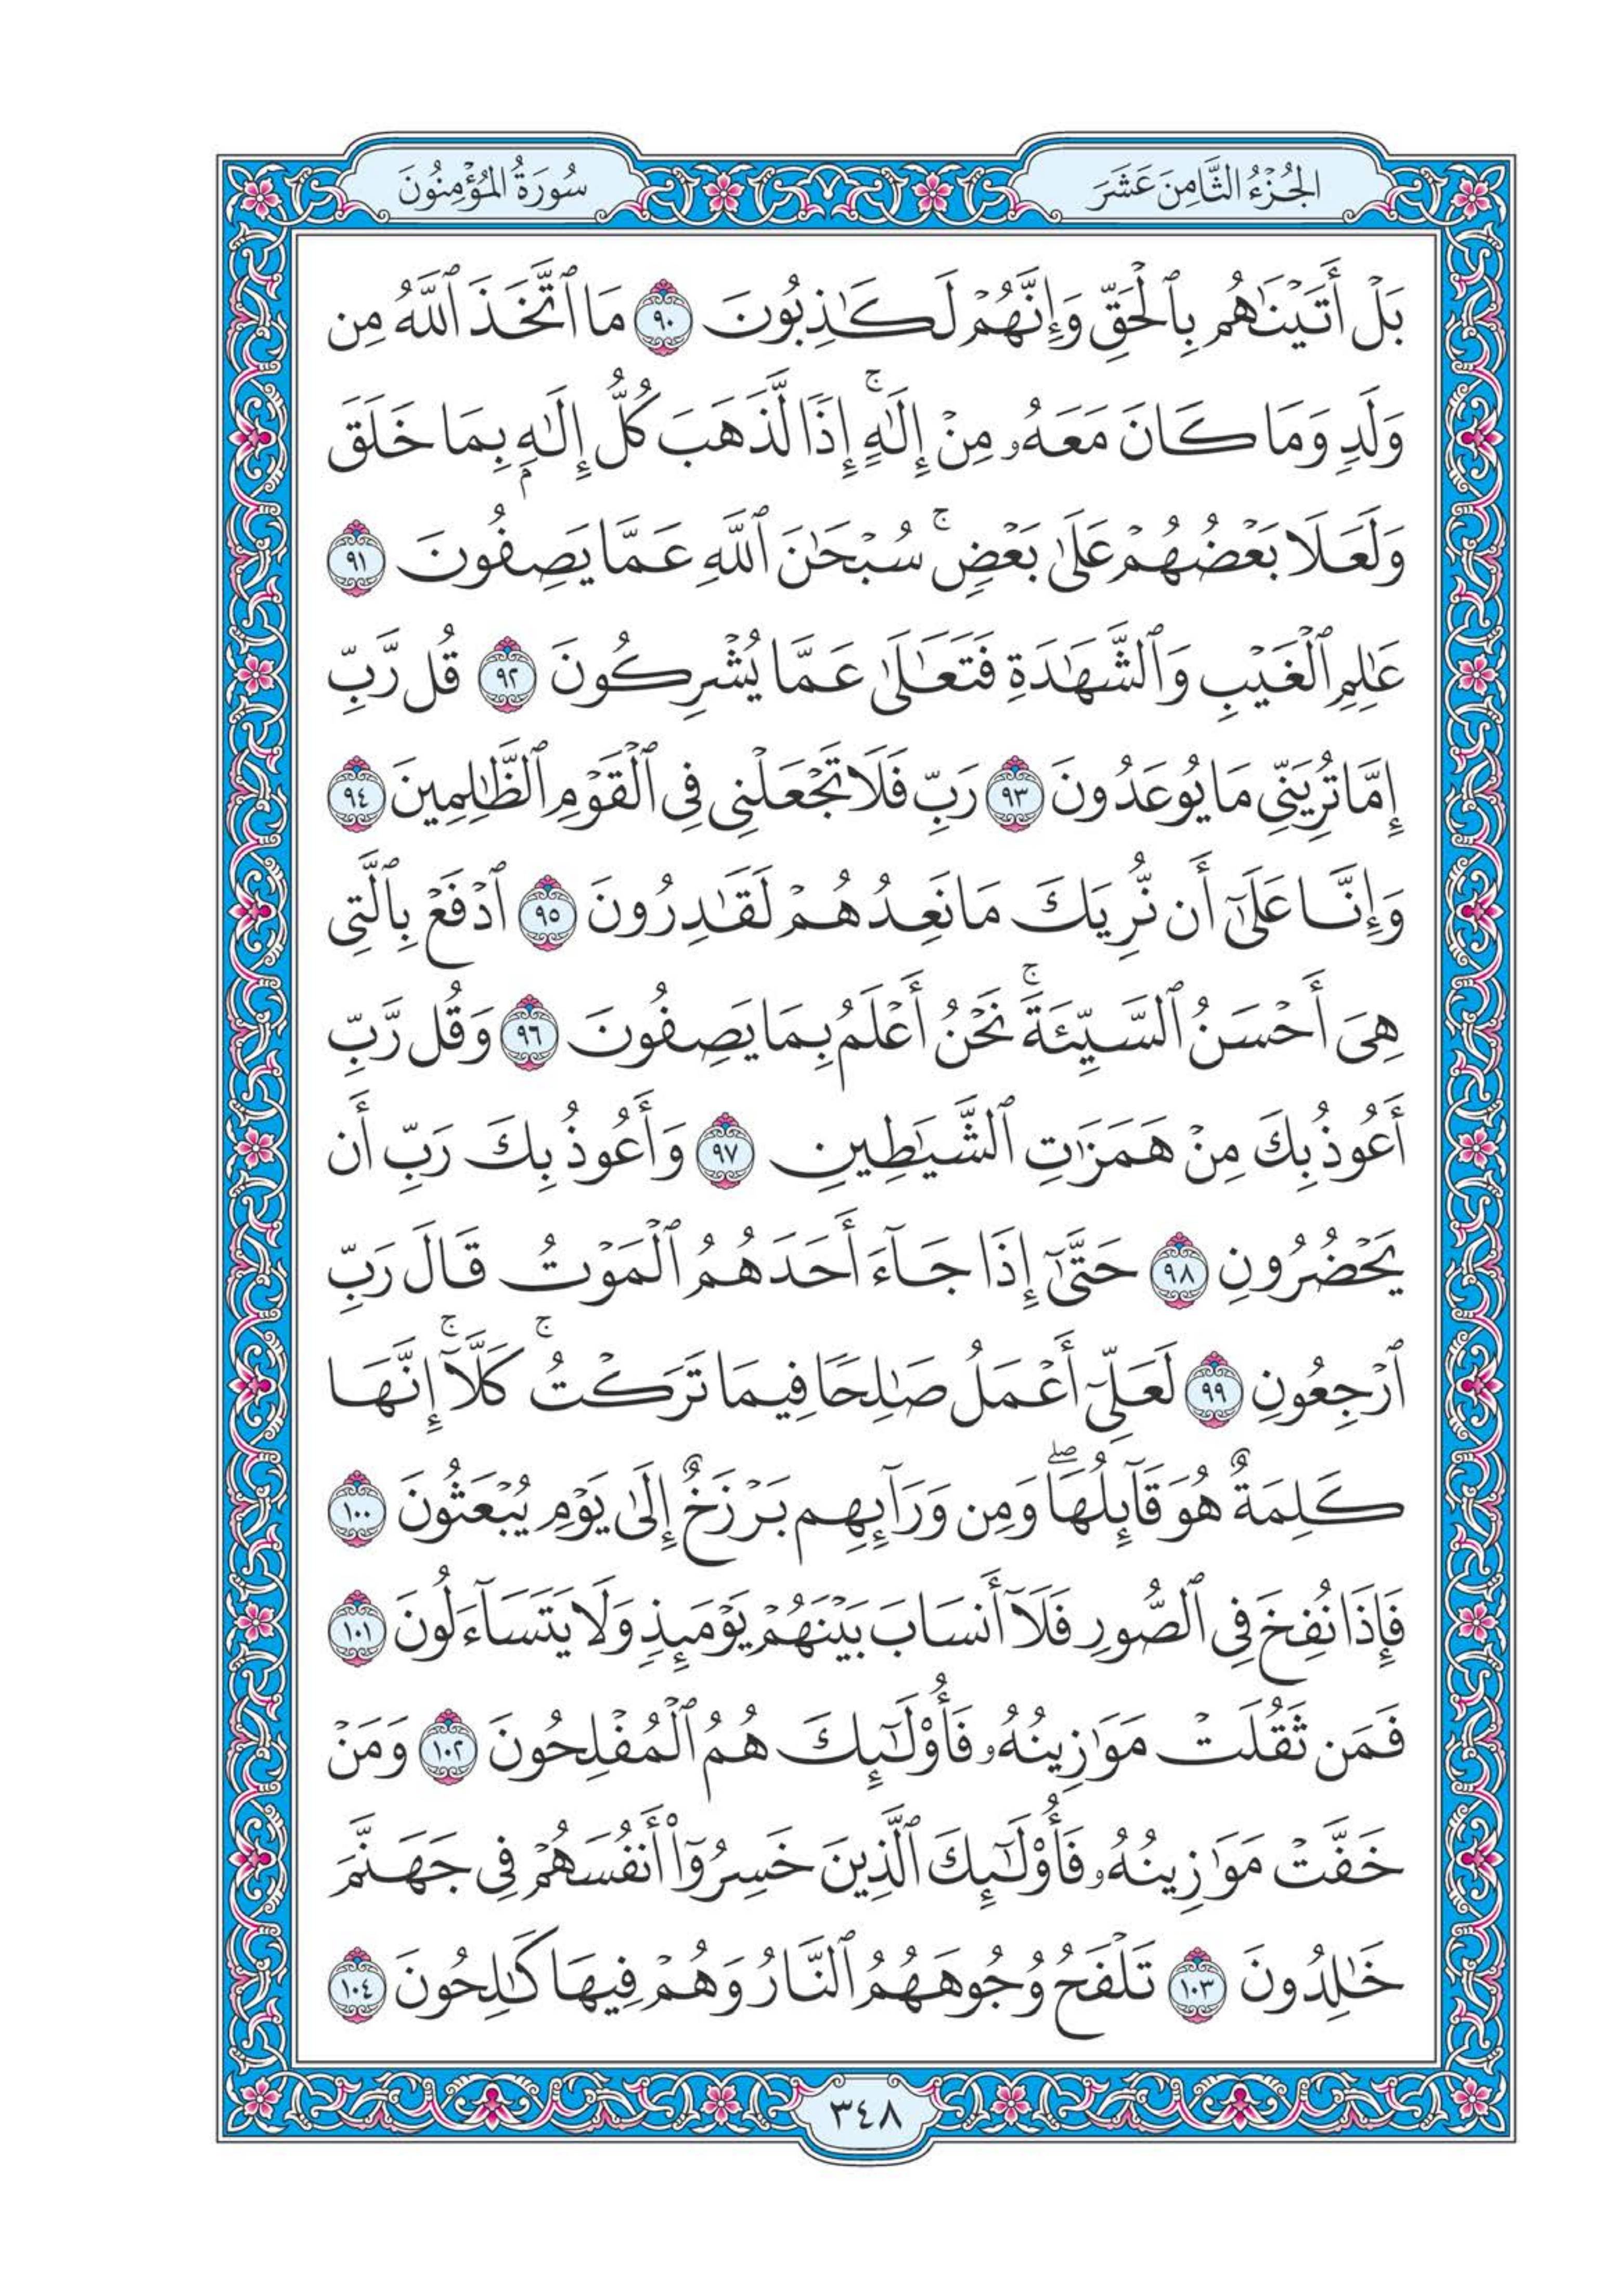 الجُزْءُ الثَّامِنَ عَشَرَ
سُورَةُ المُؤْمِنُونَ
بَلْ أَتَيْنَٰهُم بِٱلْحَقِّ وَإِنَّهُمْ لَكَٰذِبُونَ ٩٠ مَا ٱتَّخَذَ ٱللَّهُ مِن
وَلَدٍ وَمَا كَانَ مَعَهُۥ مِنْ إِلَٰهٍ ۚ إِذًا لَّذَهَبَ كُلُّ إِلَٰهٍۭ بِمَا خَلَقَ
وَلَعَلَا بَعْضُهُمْ عَلَىٰ بَعْضٍ ۚ سُبْحَٰنَ ٱللَّهِ عَمَّا يَصِفُونَ ٩١
عَٰلِمِ ٱلْغَيْبِ وَٱلشَّهَٰدَةِ فَتَعَٰلَىٰ عَمَّا يُشْرِكُونَ ٩٢ قُل رَّبِّ
إِمَّا تُرِيَنِّى مَا يُوعَدُونَ ٩٣ رَبِّ فَلَا تَجْعَلْنِى فِى ٱلْقَوْمِ ٱلظَّٰلِمِينَ ٩٤
وَإِنَّا عَلَىٰٓ أَن نُّرِيَكَ مَا نَعِدُهُمْ لَقَٰدِرُونَ ٩٥ ٱدْفَعْ بِٱلَّتِى
هِىَ أَحْسَنُ ٱلسَّيِّئَةَ ۚ نَحْنُ أَعْلَمُ بِمَا يَصِفُونَ ٩٦ وَقُل رَّبِّ
أَعُوذُ بِكَ مِنْ هَمَزَٰتِ ٱلشَّيَٰطِينِ ٩٧ وَأَعُوذُ بِكَ رَبِّ أَن
يَحْضُرُونِ ٩٨ حَتَّىٰٓ إِذَا جَآءَ أَحَدَهُمُ ٱلْمَوْتُ قَالَ رَبِّ
ٱرْجِعُونِ ٩٩ لَعَلِّىٓ أَعْمَلُ صَٰلِحًا فِيمَا تَرَكْتُ ۚ كَلَّآ ۚ إِنَّهَا
كَلِمَةٌ هُوَ قَآئِلُهَا ۖ وَمِن وَرَآئِهِم بَرْزَخٌ إِلَىٰ يَوْمِ يُبْعَثُونَ ١٠٠
فَإِذَا نُفِخَ فِى ٱلصُّورِ فَلَآ أَنسَابَ بَيْنَهُمْ يَوْمَئِذٍ وَلَا يَتَسَآءَلُونَ ١٠١
فَمَن ثَقُلَتْ مَوَٰزِينُهُۥ فَأُو۟لَٰٓئِكَ هُمُ ٱلْمُفْلِحُونَ ١٠٢ وَمَنْ
خَفَّتْ مَوَٰزِينُهُۥ فَأُو۟لَٰٓئِكَ ٱلَّذِينَ خَسِرُوٓا۟ أَنفُسَهُمْ فِى جَهَنَّمَ
خَٰلِدُونَ ١٠٣ تَلْفَحُ وُجُوهَهُمُ ٱلنَّارُ وَهُمْ فِيهَا كَٰلِحُونَ ١٠٤
٣٤٨